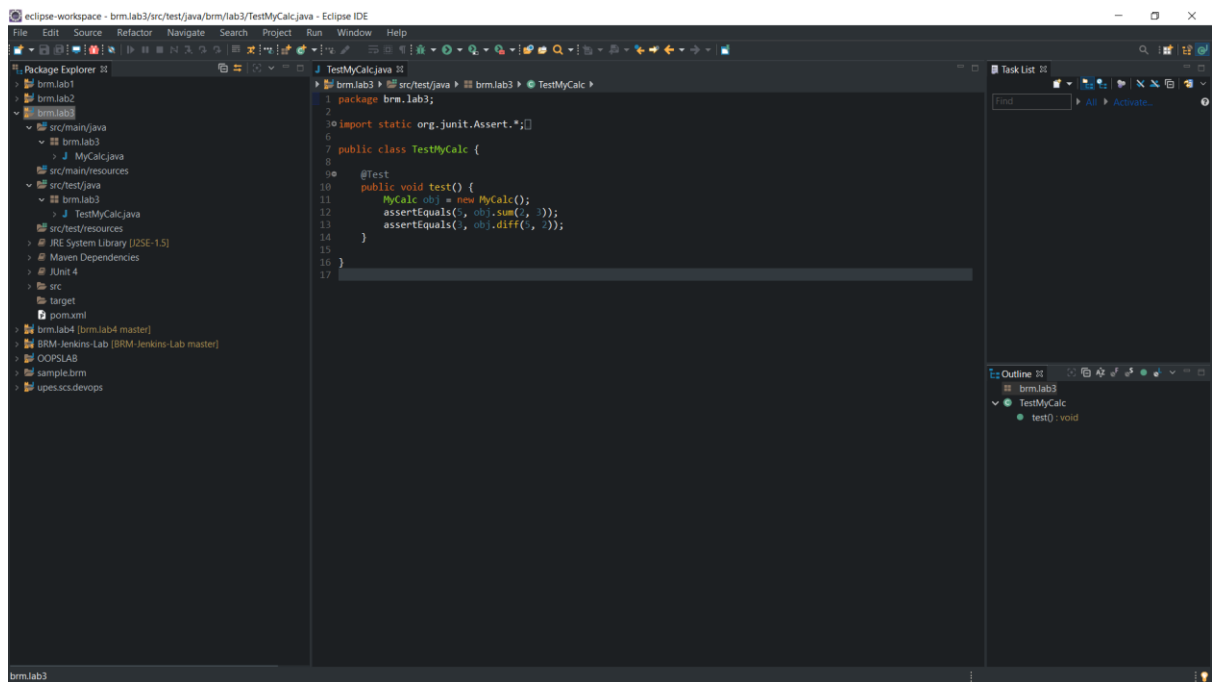 eclipse-workspace - brm.lab3/src/test/java/brm/lab3/TestMyCalc.java - Eclipse IDE
File Edit Source Refactor Navigate Search Project Run Window Help
Package Explorer
brm.lab1
brm.lab2
brm.lab3
src/main/java
brm.lab3
MyCalc.java
src/main/resources
src/test/java
brm.lab3
TestMyCalc.java
src/test/resources
JRE System Library [J2SE-1.5]
Maven Dependencies
JUnit 4
src
target
pom.xml
brm.lab4 [brm.lab4 master]
BRM-Jenkins-Lab [BRM-Jenkins-Lab master]
OOPSLAB
sample.brm
upes.scs.devops
TestMyCalc.java
brm.lab3 src/test/java brm.lab3 TestMyCalc
1 package brm.lab3;
2
3 import static org.junit.Assert.*;
6
7 public class TestMyCalc {
8
9 @Test
10 public void test() {
11 MyCalc obj = new MyCalc();
12 assertEquals(5, obj.sum(2, 3));
13 assertEquals(3, obj.diff(5, 2));
14 }
15
16 }
17
Task List
Find All Activate...
Outline
brm.lab3
TestMyCalc
test() : void
brm.lab3